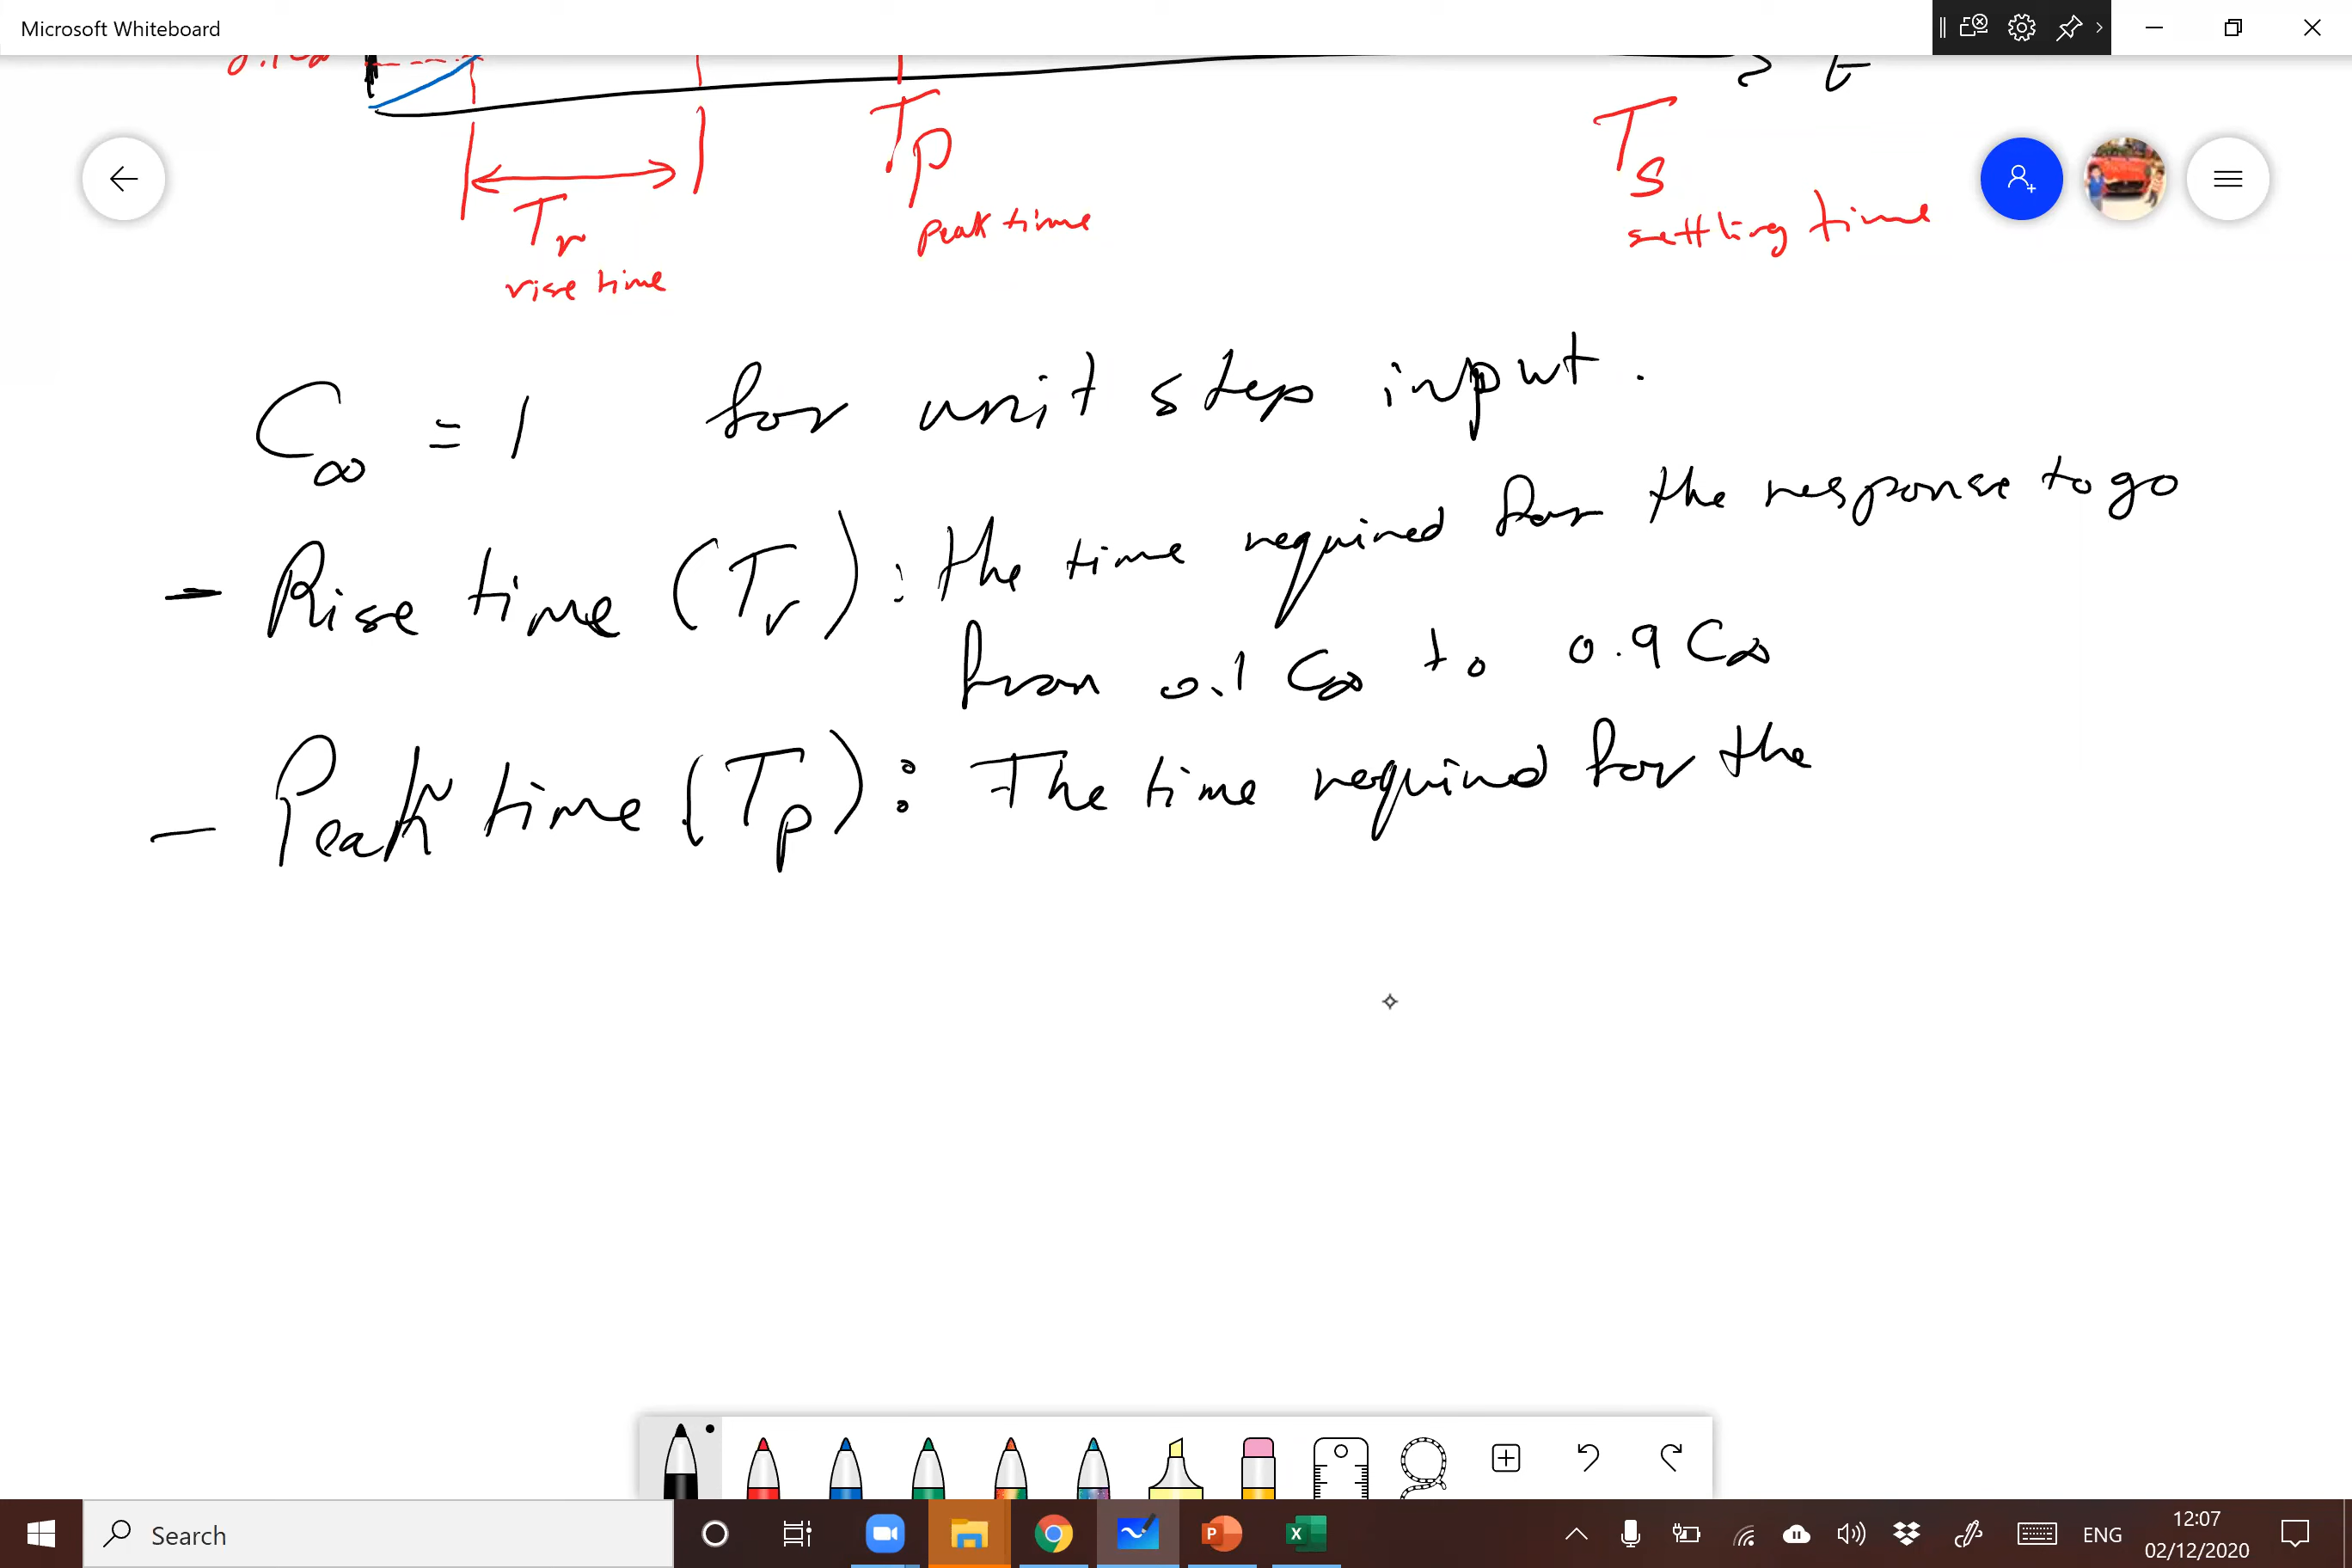 Microsoft Whiteboard
t
Tp
Ts
Tr
peak time
settling time
rise time
C∞ = 1 for unit step input.
- Rise time (Tr): the time required for the response to go
from 0.1 C∞ to 0.9 C∞
- Peak time (Tp): The time required for the
Search
ENG
12:07
02/12/2020